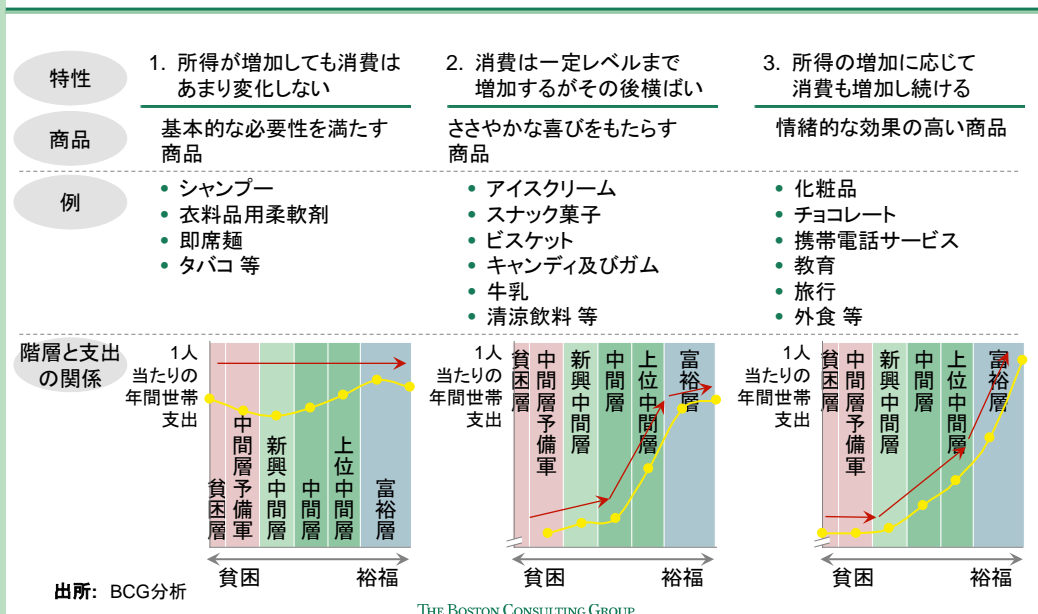 特性
1. 所得が増加しても消費は
あまり変化しない
2. 消費は一定レベルまで
増加するがその後横ばい
3. 所得の増加に応じて
消費も増加し続ける
商品
基本的な必要性を満たす
商品
ささやかな喜びをもたらす
商品
情緒的な効果の高い商品
例
• シャンプー
• 衣料品用柔軟剤
• 即席麺
• タバコ 等
• アイスクリーム
• スナック菓子
• ビスケット
• キャンディ及びガム
• 牛乳
• 清涼飲料 等
• 化粧品
• チョコレート
• 携帯電話サービス
• 教育
• 旅行
• 外食 等
階層と支出
の関係
1人
当たりの
年間世帯
支出
貧困層
中間層予備軍
新興中間層
中間層
上位中間層
富裕層
貧困
裕福
1人
当たりの
年間世帯
支出
貧困層
中間層予備軍
新興中間層
中間層
上位中間層
富裕層
貧困
裕福
1人
当たりの
年間世帯
支出
貧困層
中間層予備軍
新興中間層
中間層
上位中間層
富裕層
貧困
裕福
出所: BCG分析
THE BOSTON CONSULTING GROUP